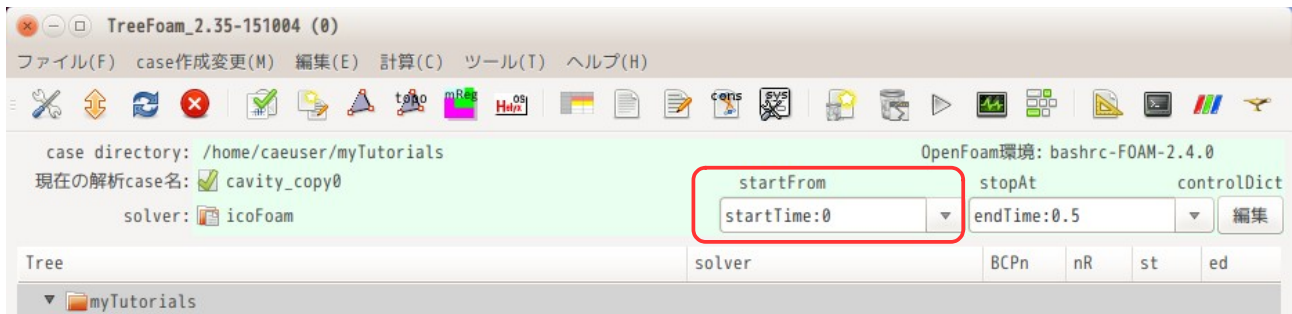 TreeFoam_2.35-151004 (0)
ファイル(F) case作成変更(M) 編集(E) 計算(C) ツール(T) ヘルプ(H)
topo mReg Helyx OS cons sys
case directory: /home/caeuser/myTutorials OpenFoam環境: bashrc-FOAM-2.4.0
現在の解析case名: cavity_copy0 startFrom stopAt controlDict
solver: icoFoam startTime:0 endTime:0.5 編集
Tree solver BCPn nR st ed
myTutorials